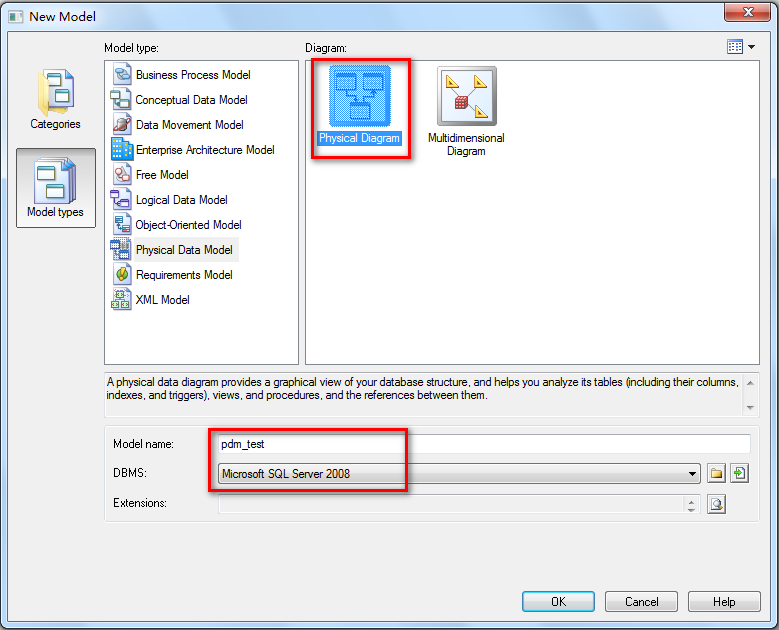 New Model
Model type:
Diagram:
Categories
Model types
Business Process Model
Conceptual Data Model
Data Movement Model
Enterprise Architecture Model
Free Model
Logical Data Model
Object-Oriented Model
Physical Data Model
Requirements Model
XML Model
Physical Diagram
Multidimensional
Diagram
A physical data diagram provides a graphical view of your database structure, and helps you analyze its tables (including their columns,
indexes, and triggers), views, and procedures, and the references between them.
Model name:
pdm_test
DBMS:
Microsoft SQL Server 2008
Extensions:
OK
Cancel
Help